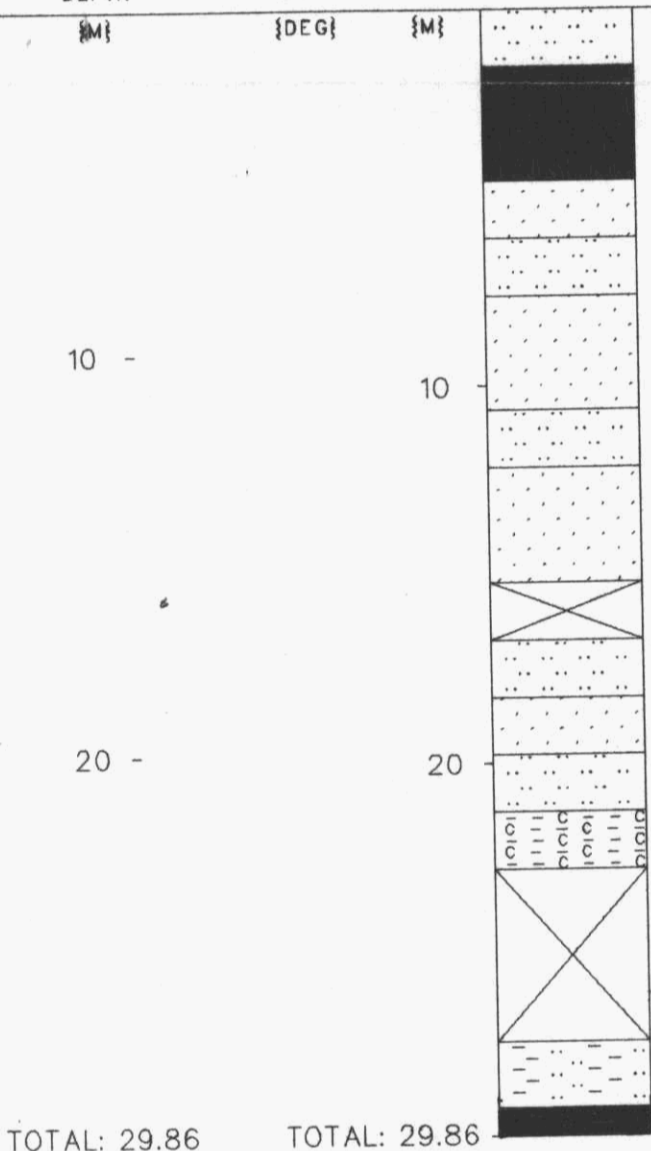 {M} {DEG} {M}
10 - 10
20 - 20
C C C
C C C
C C C
TOTAL: 29.86 TOTAL: 29.86